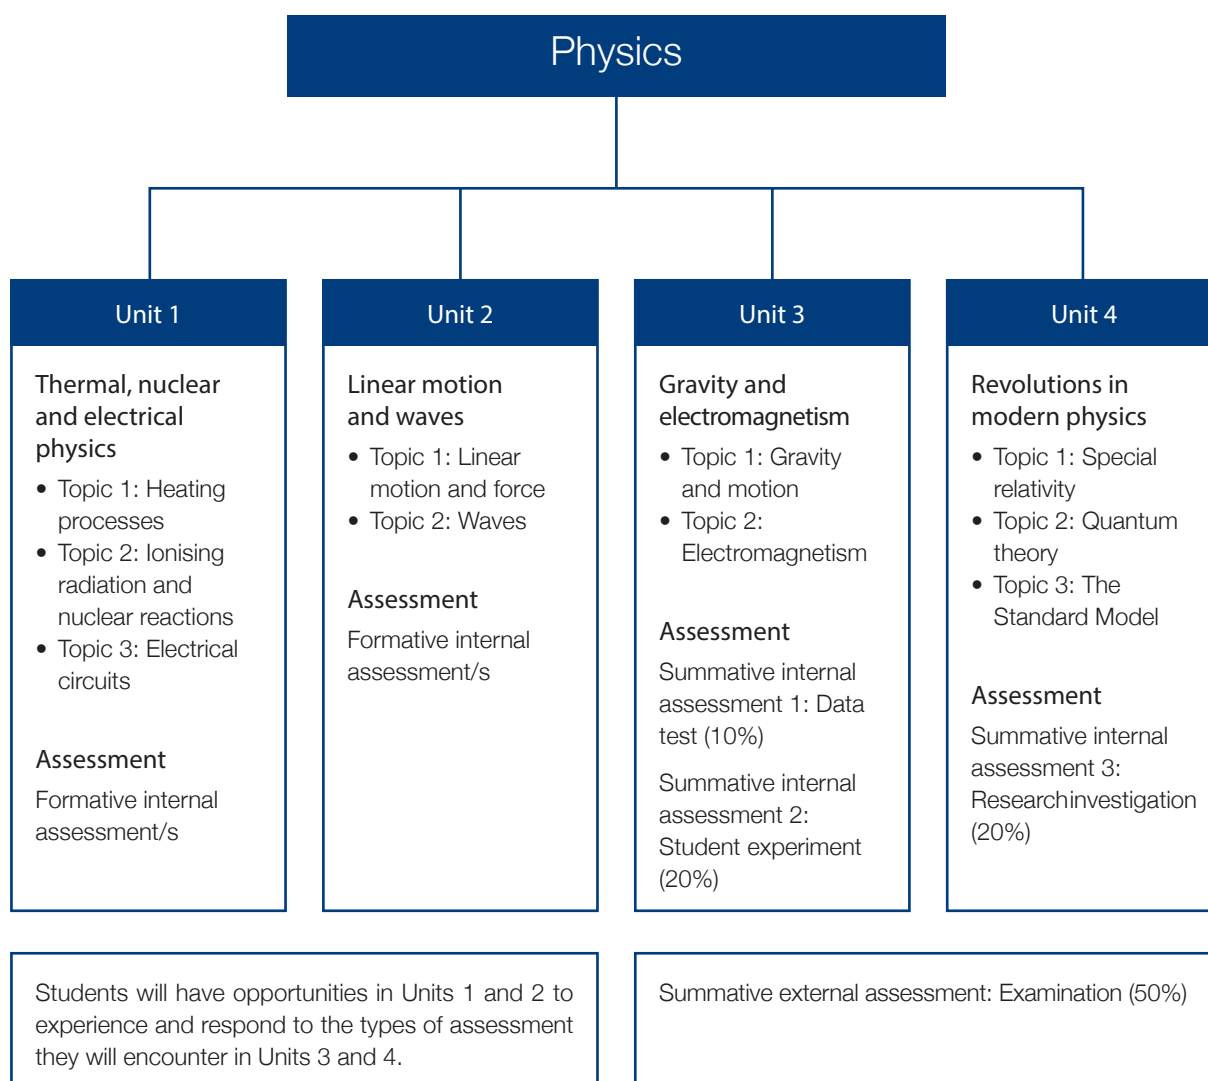 Physics
Unit 1
Thermal, nuclear
and electrical
physics
• Topic 1: Heating
processes
• Topic 2: Ionising
radiation and
nuclear reactions
• Topic 3: Electrical
circuits
Assessment
Formative internal
assessment/s
Unit 2
Linear motion
and waves
• Topic 1: Linear
motion and force
• Topic 2: Waves
Assessment
Formative internal
assessment/s
Unit 3
Gravity and
electromagnetism
• Topic 1: Gravity
and motion
• Topic 2:
Electromagnetism
Assessment
Summative internal
assessment 1: Data
test (10%)
Summative internal
assessment 2:
Student experiment
(20%)
Unit 4
Revolutions in
modern physics
• Topic 1: Special
relativity
• Topic 2: Quantum
theory
• Topic 3: The
Standard Model
Assessment
Summative internal
assessment 3:
Researchinvestigation
(20%)
Students will have opportunities in Units 1 and 2 to
experience and respond to the types of assessment
they will encounter in Units 3 and 4.
Summative external assessment: Examination (50%)